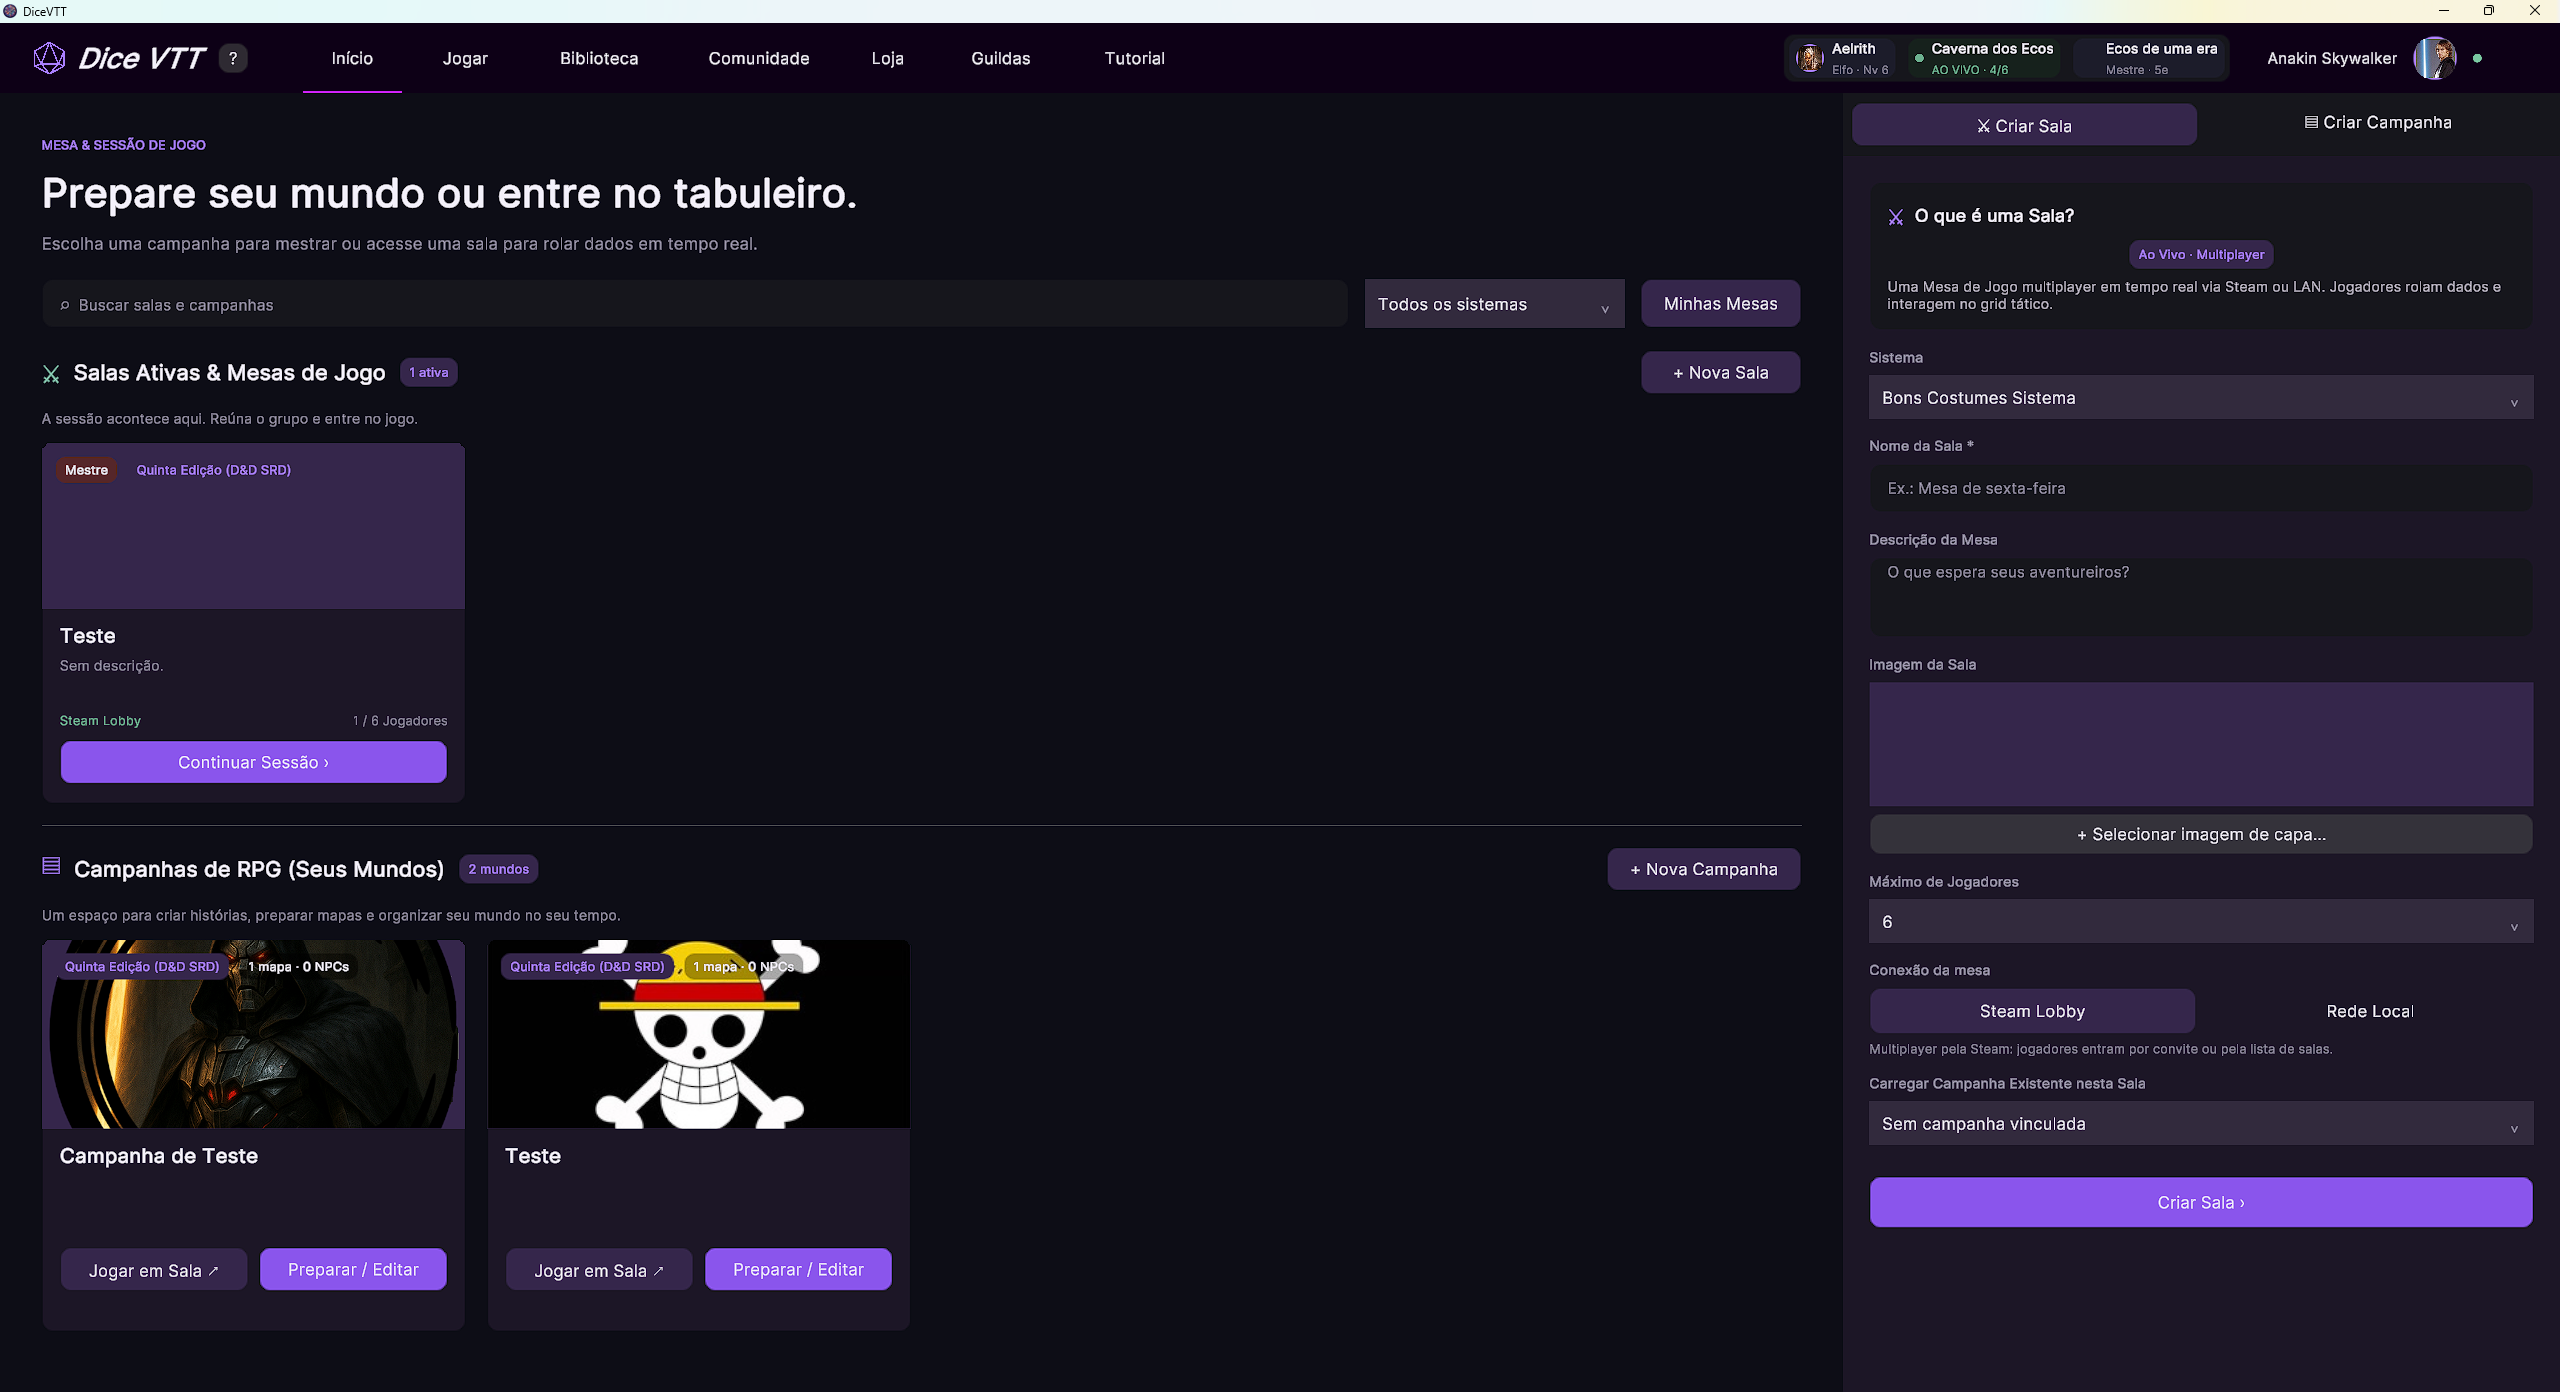 DiceVTT
Dice VTT ?
Início
Jogar
Biblioteca
Comunidade
Loja
Guildas
Tutorial
Aelrith
Elfo · Nv 6
Caverna dos Ecos
AO VIVO · 4/6
Ecos de uma era
Mestre · 5e
Anakin Skywalker
MESA & SESSÃO DE JOGO
Prepare seu mundo ou entre no tabuleiro.
Escolha uma campanha para mestrar ou acesse uma sala para rolar dados em tempo real.
Buscar salas e campanhas
Todos os sistemas
Minhas Mesas
Salas Ativas & Mesas de Jogo
1 ativa
+ Nova Sala
A sessão acontece aqui. Reúna o grupo e entre no jogo.
Mestre
Quinta Edição (D&D SRD)
Teste
Sem descrição.
Steam Lobby
1 / 6 Jogadores
Continuar Sessão ›
Campanhas de RPG (Seus Mundos)
2 mundos
+ Nova Campanha
Um espaço para criar histórias, preparar mapas e organizar seu mundo no seu tempo.
Quinta Edição (D&D SRD)
1 mapa · 0 NPCs
Campanha de Teste
Jogar em Sala ↗
Preparar / Editar
Quinta Edição (D&D SRD)
1 mapa · 0 NPCs
Teste
Jogar em Sala ↗
Preparar / Editar
Criar Sala
Criar Campanha
O que é uma Sala?
Ao Vivo · Multiplayer
Uma Mesa de Jogo multiplayer em tempo real via Steam ou LAN. Jogadores rolam dados e
interagem no grid tático.
Sistema
Bons Costumes Sistema
Nome da Sala *
Ex.: Mesa de sexta-feira
Descrição da Mesa
O que espera seus aventureiros?
Imagem da Sala
+ Selecionar imagem de capa...
Máximo de Jogadores
6
Conexão da mesa
Steam Lobby
Rede Local
Multiplayer pela Steam: jogadores entram por convite ou pela lista de salas.
Carregar Campanha Existente nesta Sala
Sem campanha vinculada
Criar Sala ›